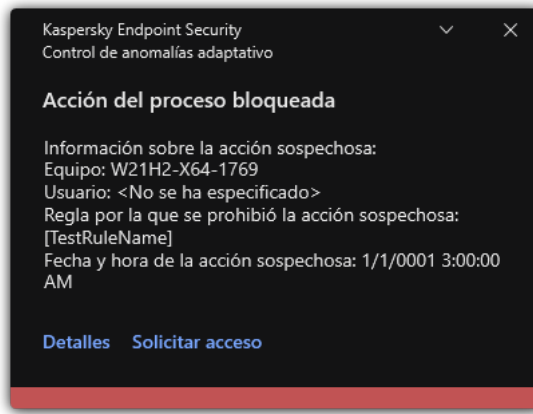 Kaspersky Endpoint Security
Control de anomalías adaptativo
Acción del proceso bloqueada
Información sobre la acción sospechosa:
Equipo: W21H2-X64-1769
Usuario: <No se ha especificado>
Regla por la que se prohibió la acción sospechosa:
[TestRuleName]
Fecha y hora de la acción sospechosa: 1/1/0001 3:00:00
AM
Detalles Solicitar acceso